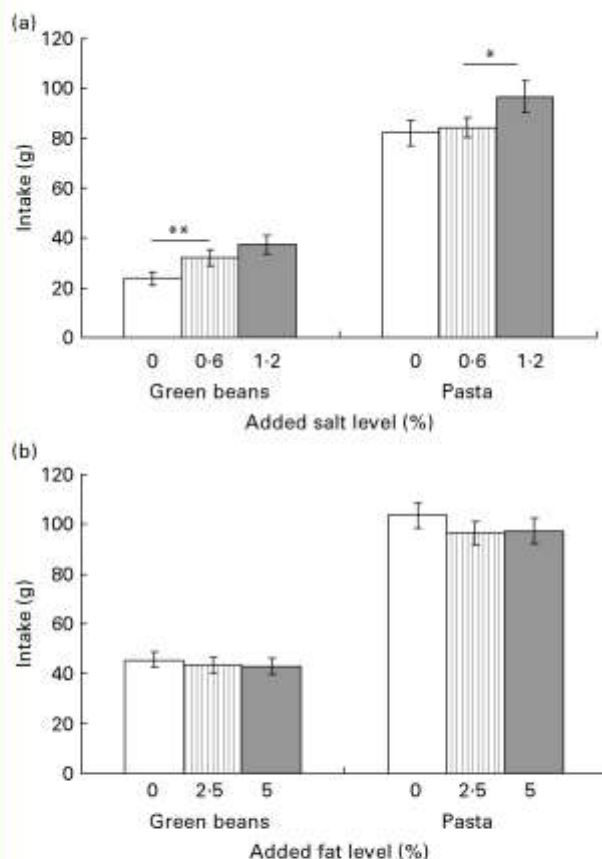 (a)
120
100
80
60
40
20
0
Intake (g)
**
*
0 0·6 1·2 0 0·6 1·2
Green beans Pasta
Added salt level (%)
(b)
120
100
80
60
40
20
0
Intake (g)
0 2·5 5 0 2·5 5
Green beans Pasta
Added fat level (%)